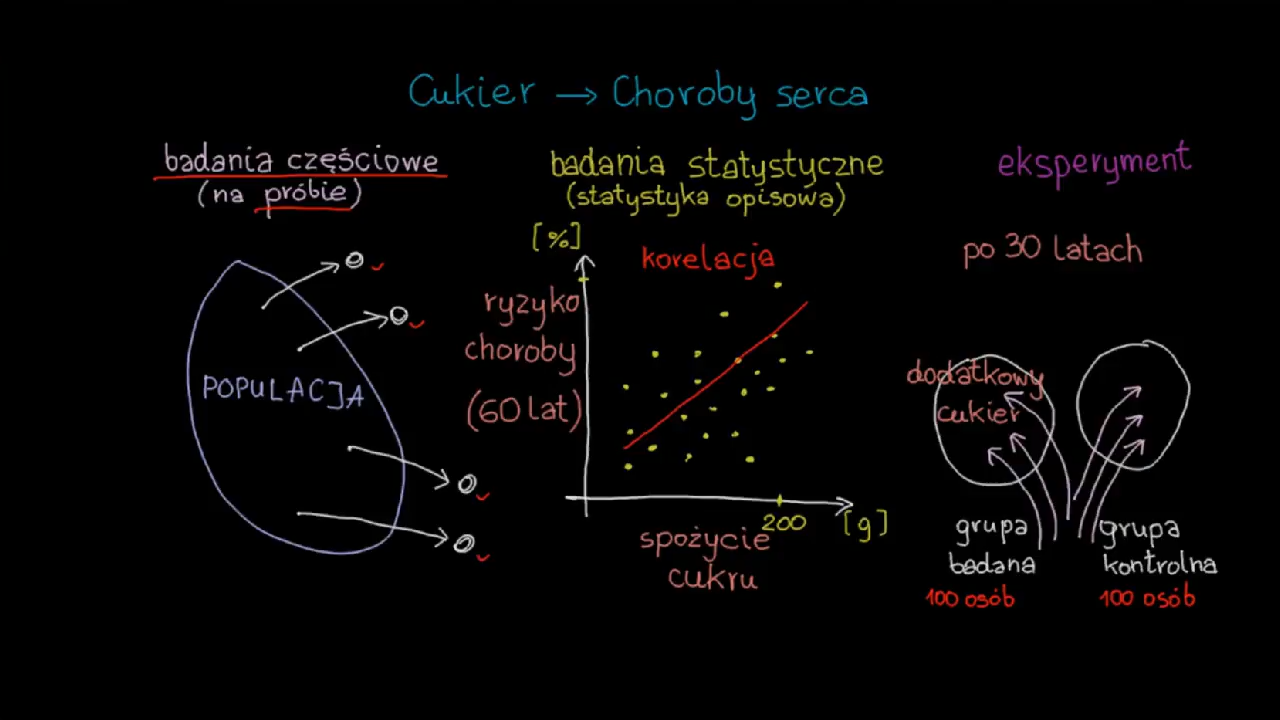 Cukier → Choroby serca
badania częściowe
(na próbie)
POPULACJA
badania statystyczne
(statystyka opisowa)
[%]
korelacja
ryzyko
choroby
(60 lat)
200 [g]
spożycie
cukru
eksperyment
po 30 latach
dodatkowy
cukier
grupa
badana
100 osób
grupa
kontrolna
100 osób